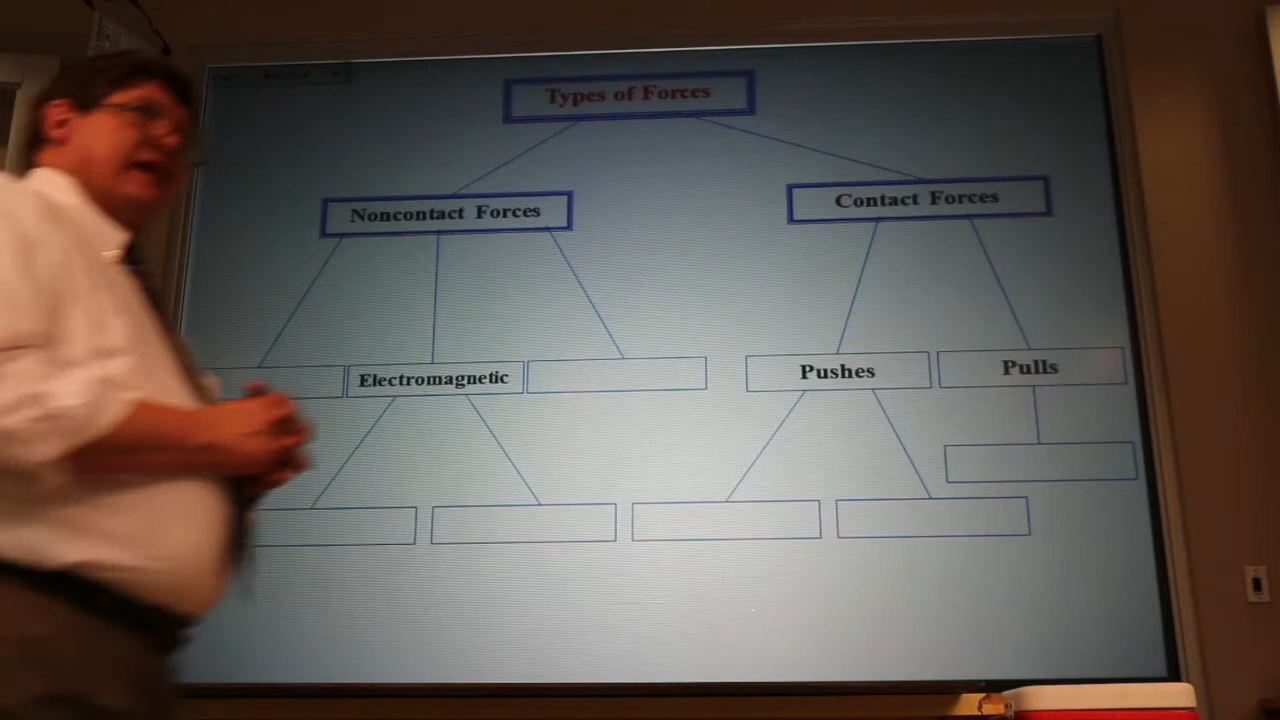 Types of Forces
Noncontact Forces
Contact Forces
Electromagnetic
Pushes
Pulls